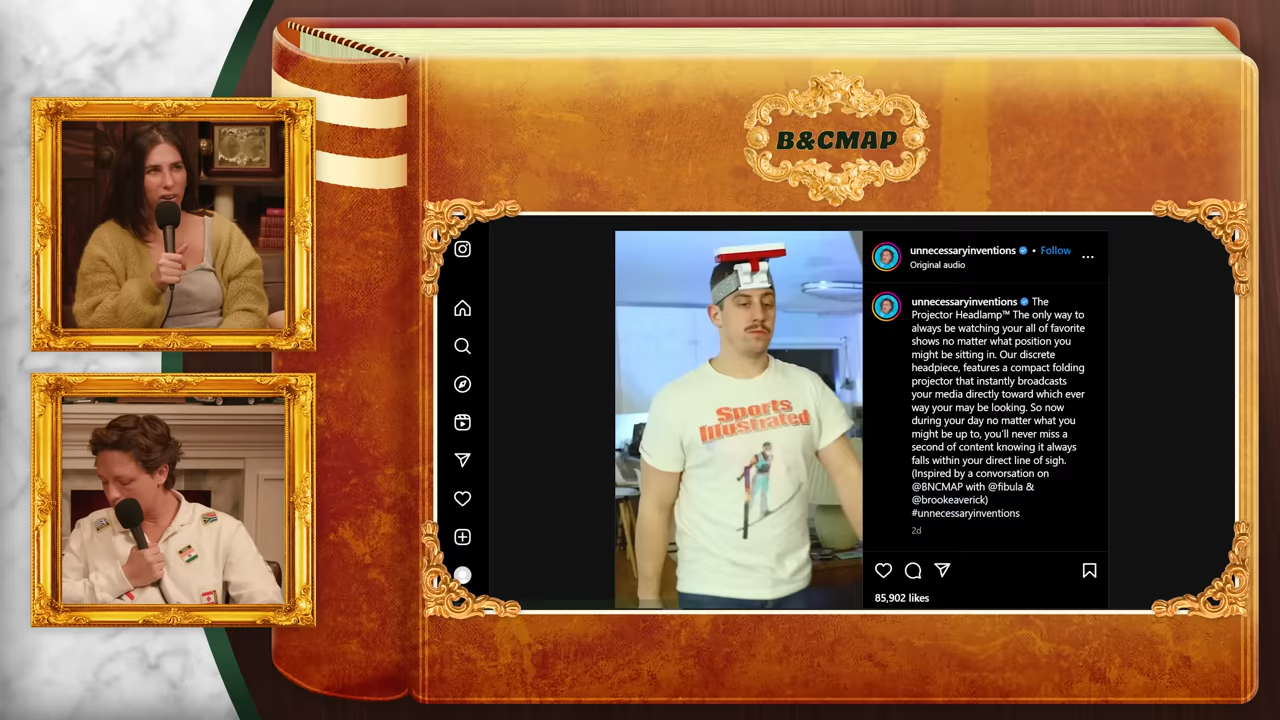 B&CMAP
unnecessaryinventions • Follow
Original audio
unnecessaryinventions The
Projector Headlamp™ The only way to
always be watching your all of favorite
shows no matter what position you
might be sitting in. Our discrete
headpiece, features a compact folding
projector that instantly broadcasts
your media directly toward which ever
way your may be looking. So now
during your day no matter what you
might be up to, you'll never miss a
second of content knowing it always
falls within your direct line of sigh.
(Inspired by a conversation on
@BNCMAP with @fibula &
@brookeaverick)
#unnecessaryinventions
2d
85,902 likes
Sports
Illustrated